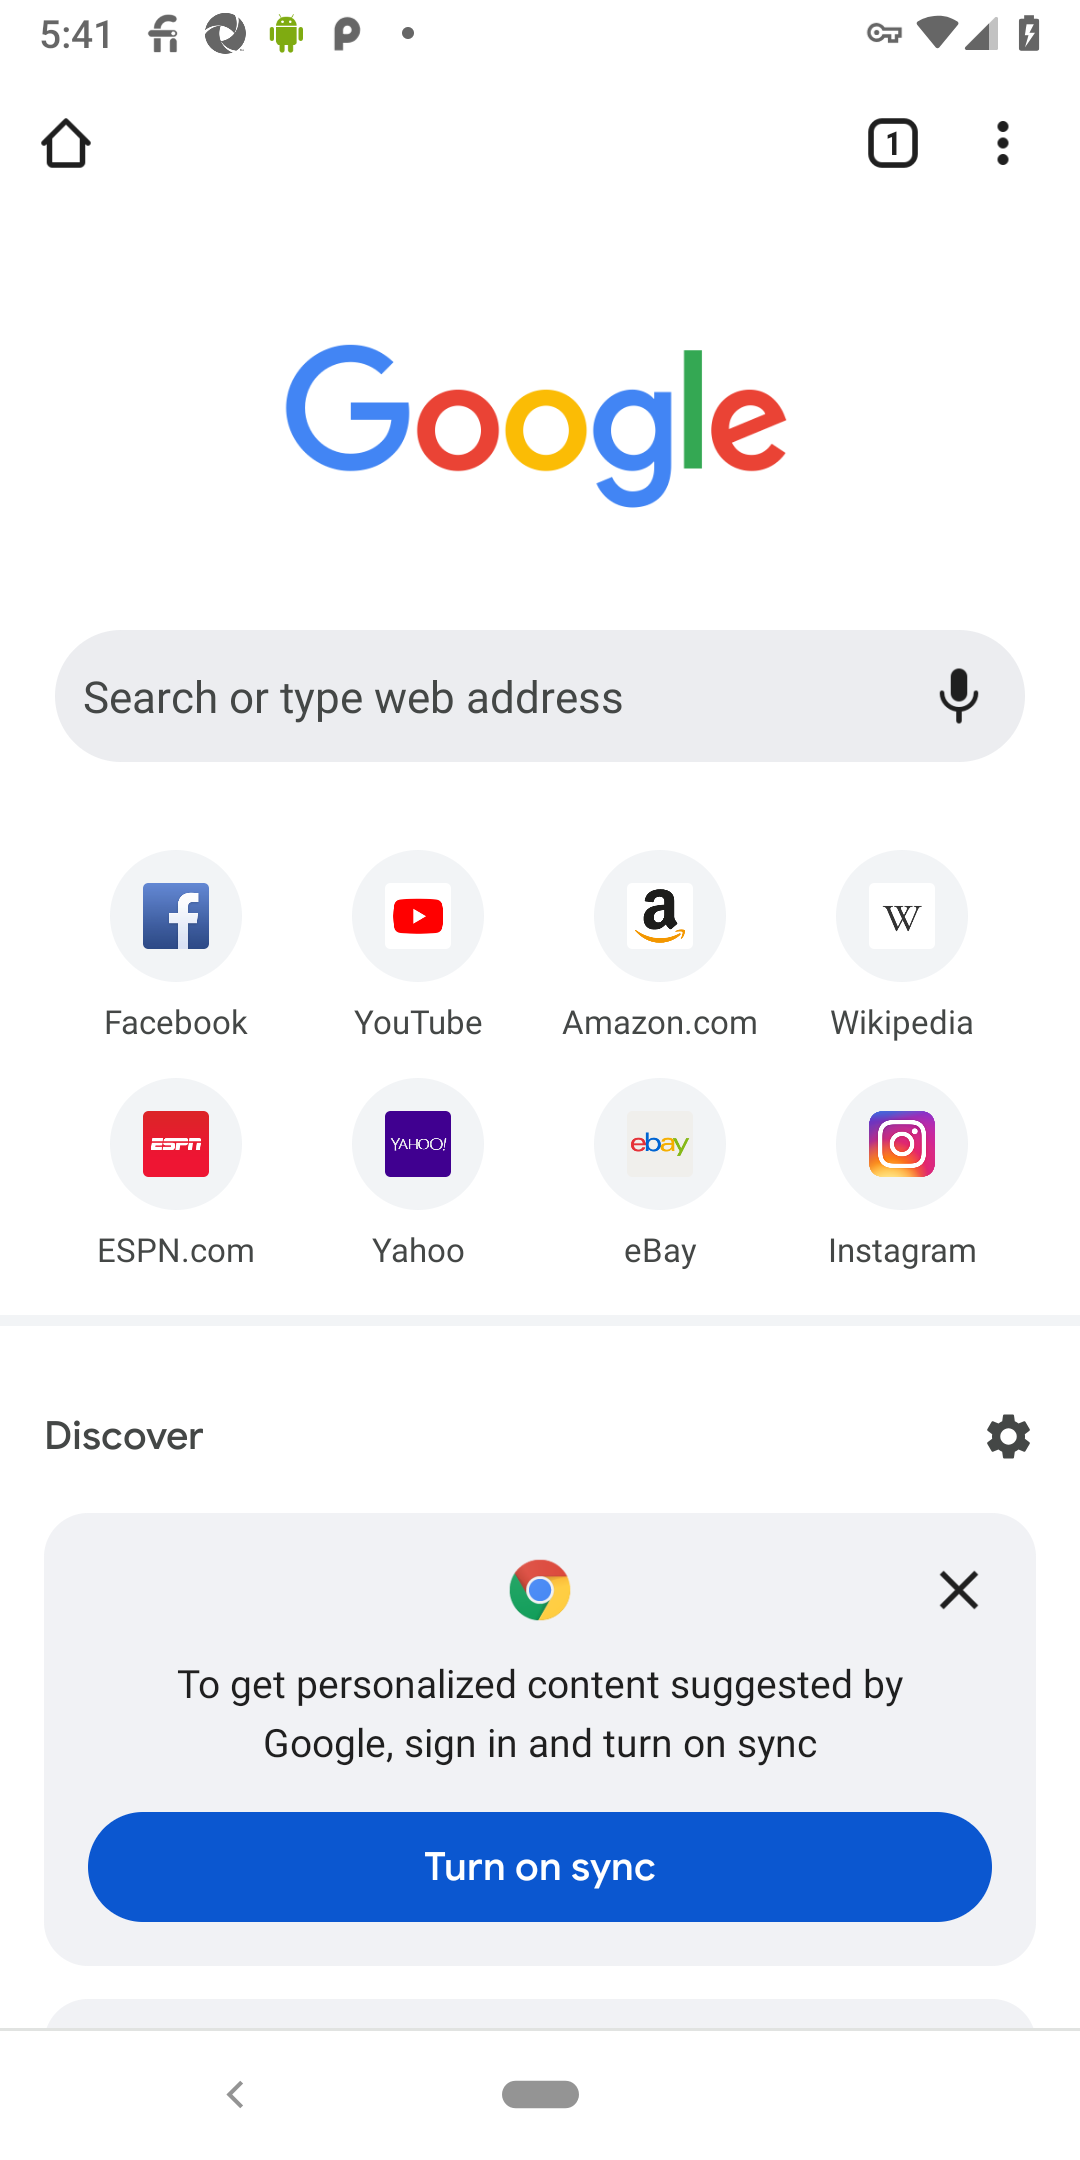 5:41
1
Google
Search or type web address
Facebook
YouTube
Amazon.com
Wikipedia
ESPN
YAHOO!
ebay
ESPN.com
Yahoo
eBay
Instagram
Discover
To get personalized content suggested by
Google, sign in and turn on sync
Turn on sync